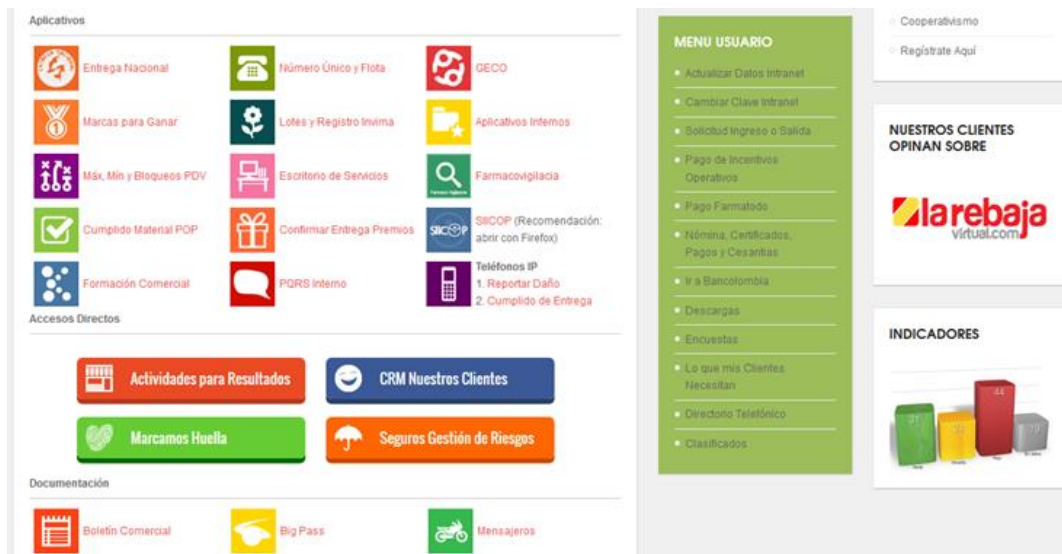 Aplicativos
Entrega Nacional
Número Único y Flota
GECO
Marcas para Ganar
Lotes y Registro Invima
Aplicativos Internos
Máx, Mín y Bloqueos PDV
Escritorio de Servicios
Farmacovigilacia
Cumplido Material POP
Confirmar Entrega Premios
SIICOP
SIICOP (Recomendación:
abrir con Firefox)
Formación Comercial
PQRS Interno
Teléfonos IP
1. Reportar Daño
2. Cumplido de Entrega
Accesos Directos
Actividades para Resultados
CRM Nuestros Clientes
Marcamos Huella
Seguros Gestión de Riesgos
Documentación
Boletín Comercial
Big Pass
Mensajeros
MENU USUARIO
Actualizar Datos Intranet
Cambiar Clave Intranet
Solicitud Ingreso o Salida
Pago de Incentivos
Operativos
Pago Farmatodo
Nómina, Certificados,
Pagos y Cesantias
Ir a Bancolombia
Descargas
Encuestas
Lo que mis Clientes
Necesitan
Directorio Telefónico
Clasificados
Cooperativismo
Regístrate Aquí
NUESTROS CLIENTES
OPINAN SOBRE
la rebaja
virtual.com
INDICADORES
44